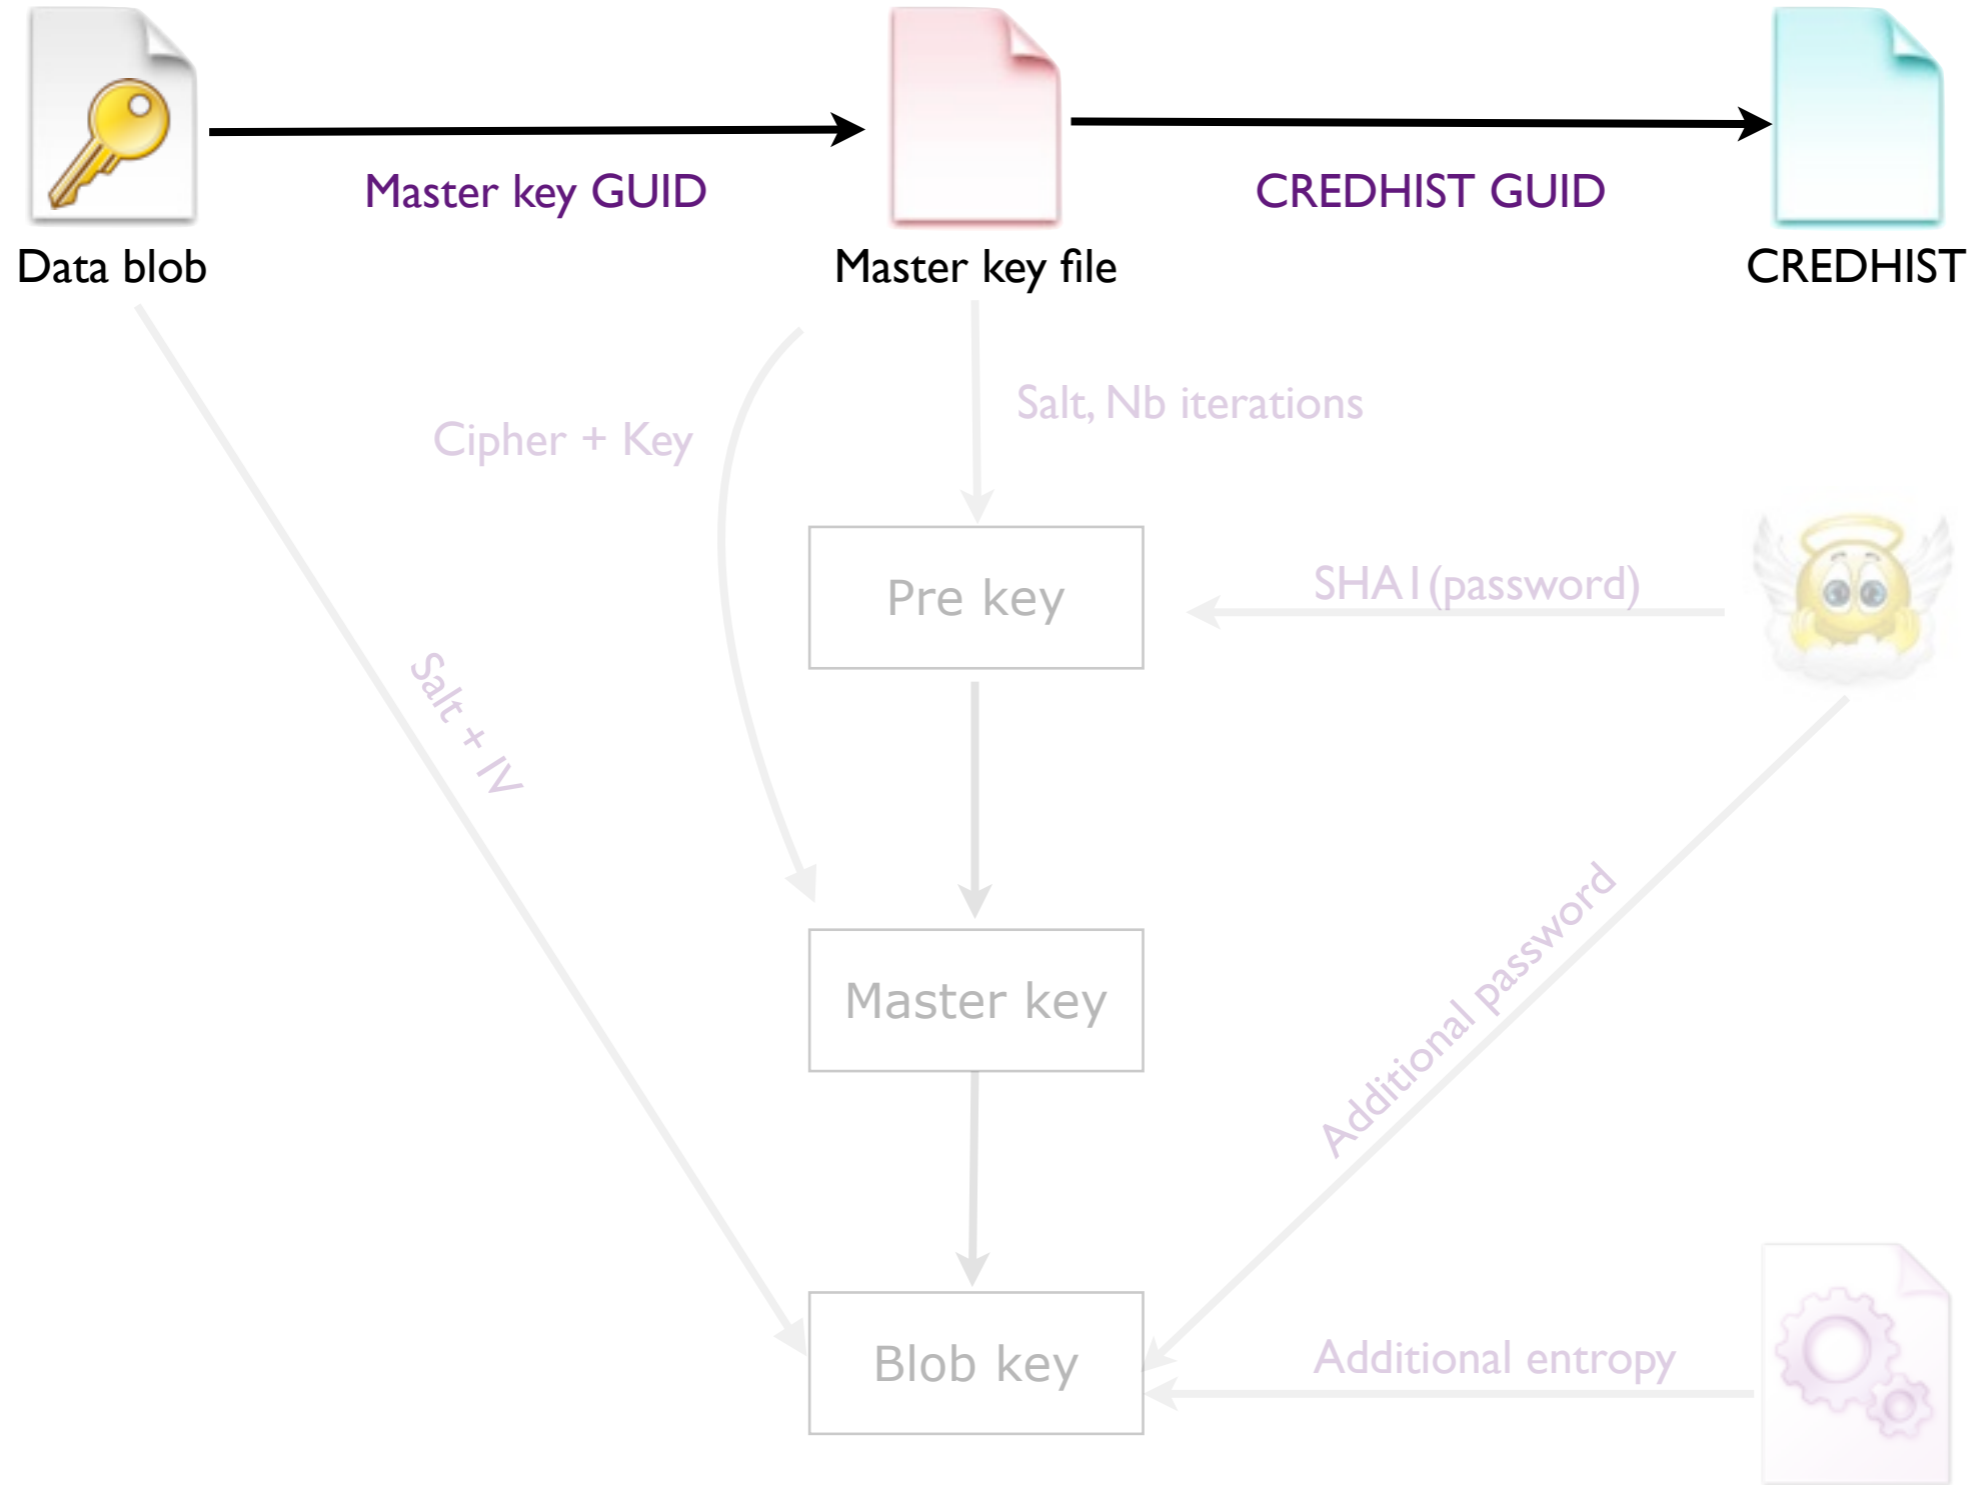 Master key GUID
CREDHIST GUID
Data blob
Master key file
CREDHIST
Cipher + Key
Salt, Nb iterations
Pre key
SHA1(password)
Salt + IV
Master key
Additional password
Blob key
Additional entropy